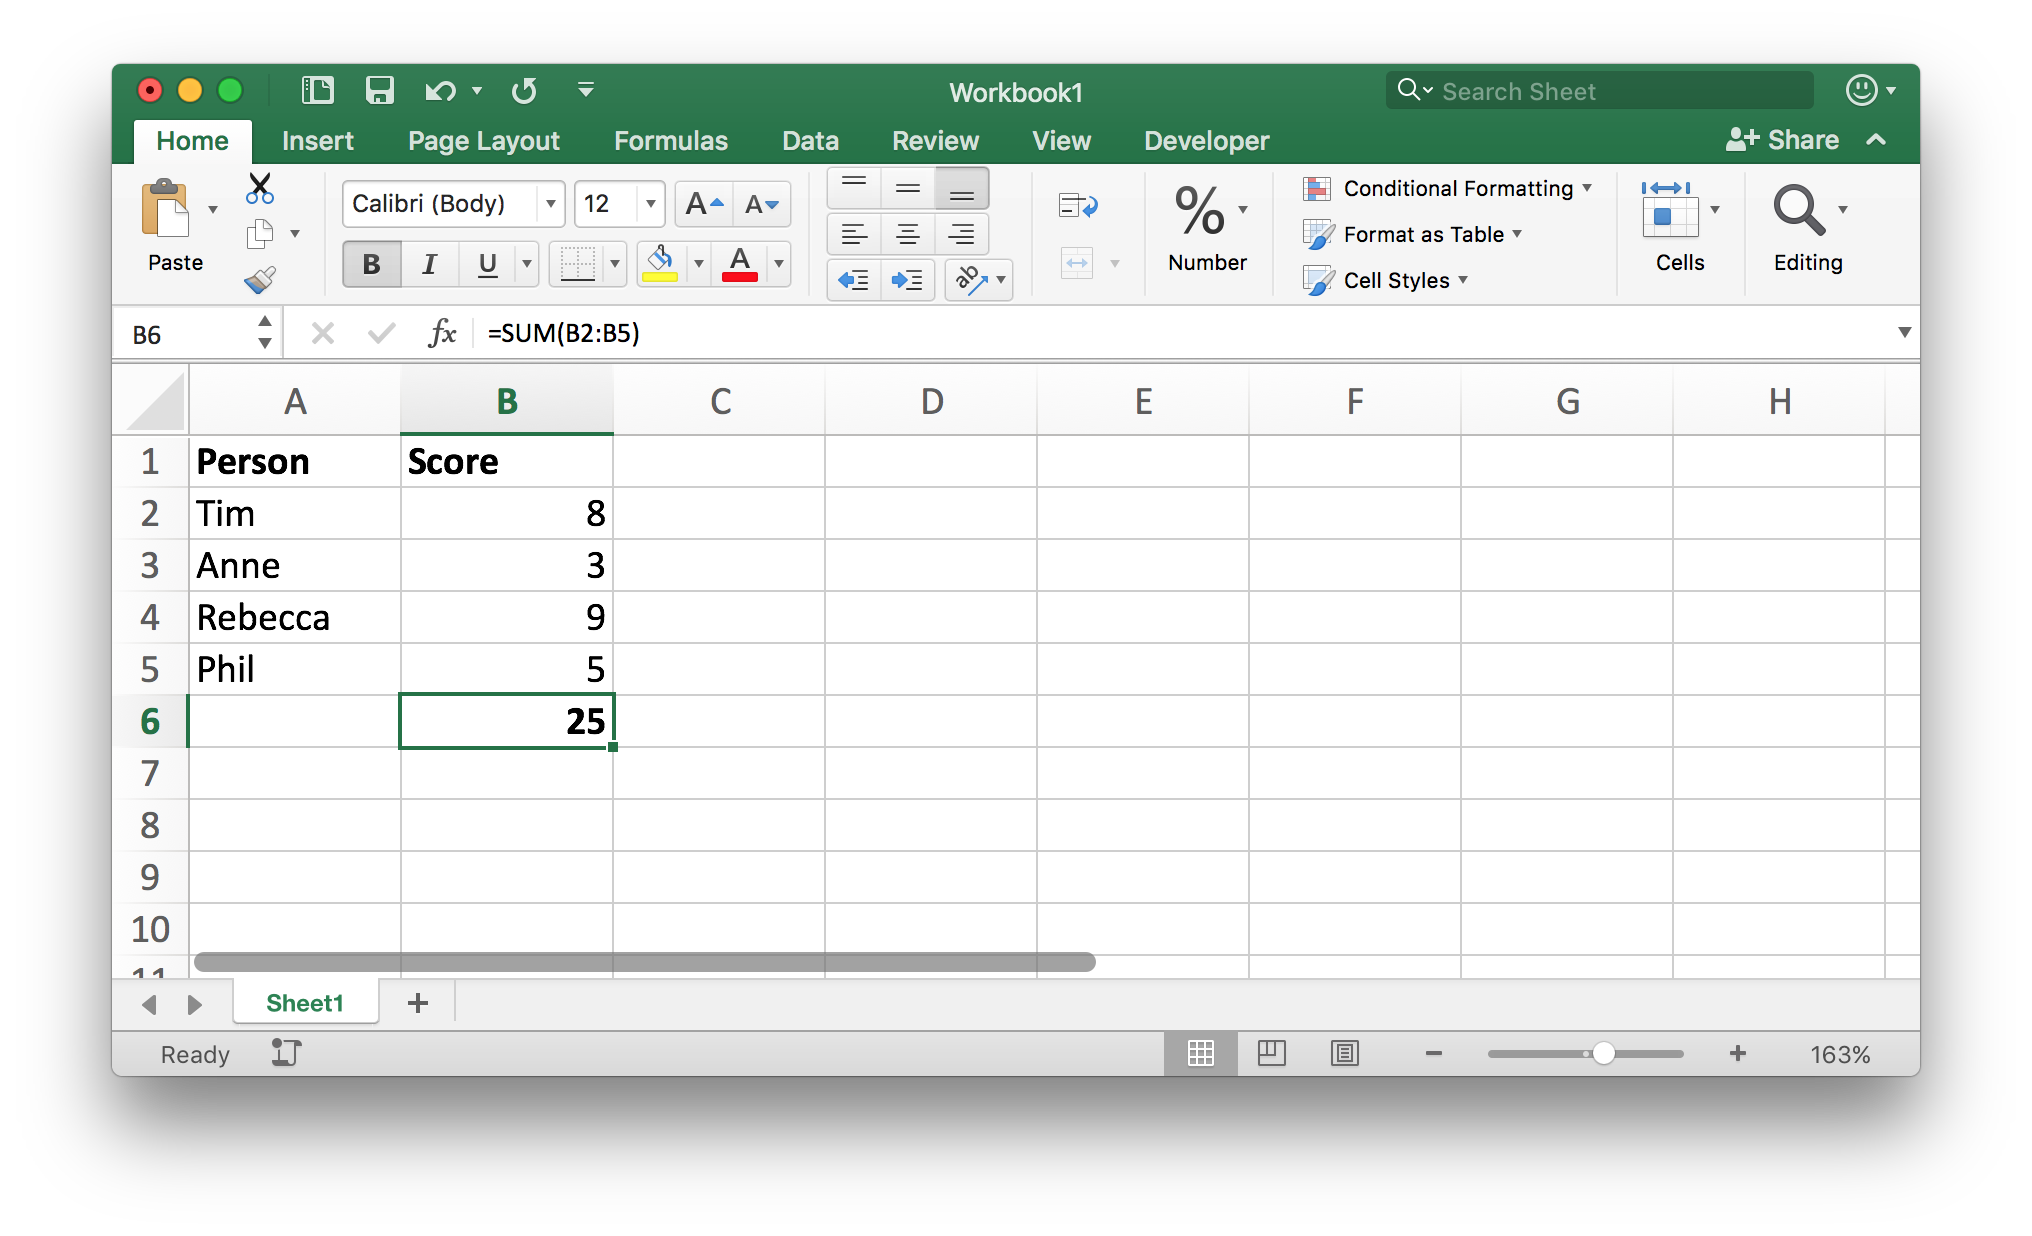 Workbook1
Search Sheet
Home Insert Page Layout Formulas Data Review View Developer Share
Calibri (Body) 12 A A
Conditional Formatting
Format as Table
Cell Styles
B I U A ab
Paste % Number Cells Editing
B6 fx =SUM(B2:B5)
A B C D E F G H
1 Person Score
2 Tim 8
3 Anne 3
4 Rebecca 9
5 Phil 5
6 25
7
8
9
10
11
Sheet1 +
Ready 163%